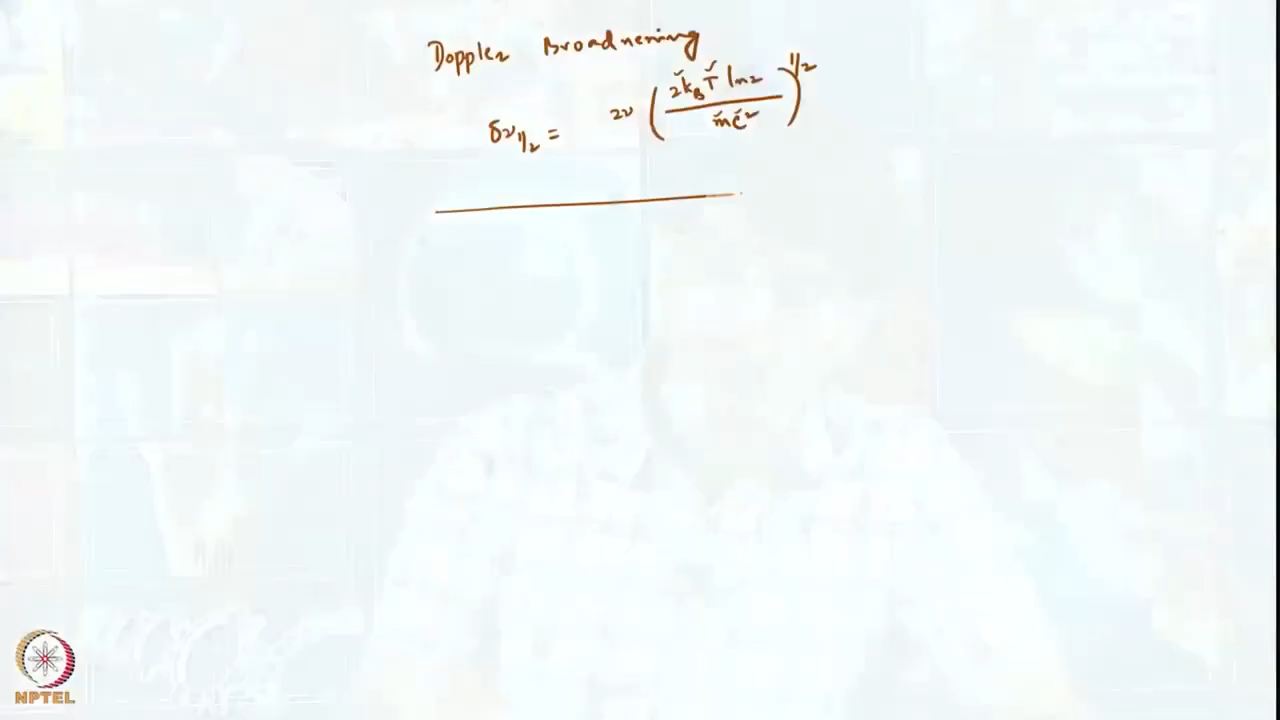 Doppler Broadnening
δν1/2 = 2ν ( 2kBT ln2 / mc² )^1/2
NPTEL